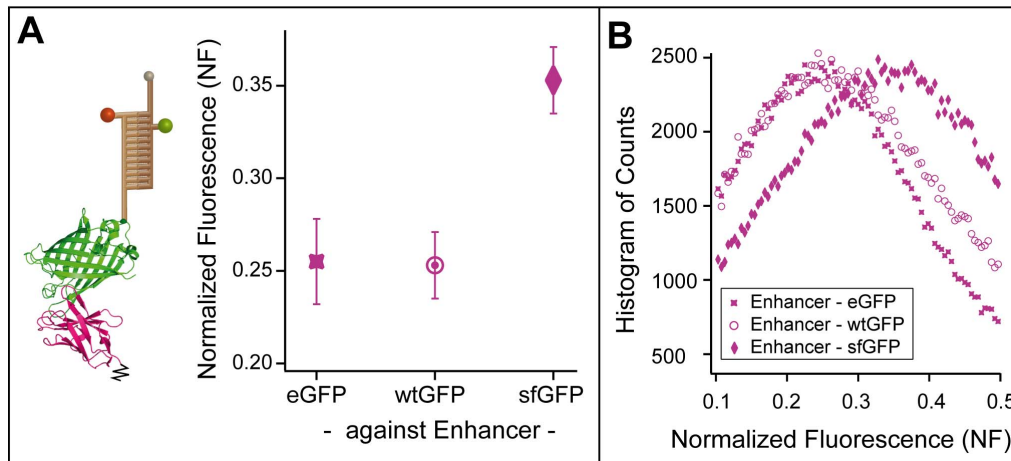 A
Normalized Fluorescence (NF)
0.35
0.30
0.25
0.20
eGFP wtGFP sfGFP
- against Enhancer -
B
Histogram of Counts
2500
2000
1500
1000
500
Enhancer - eGFP
Enhancer - wtGFP
Enhancer - sfGFP
0.1 0.2 0.3 0.4 0.5
Normalized Fluorescence (NF)